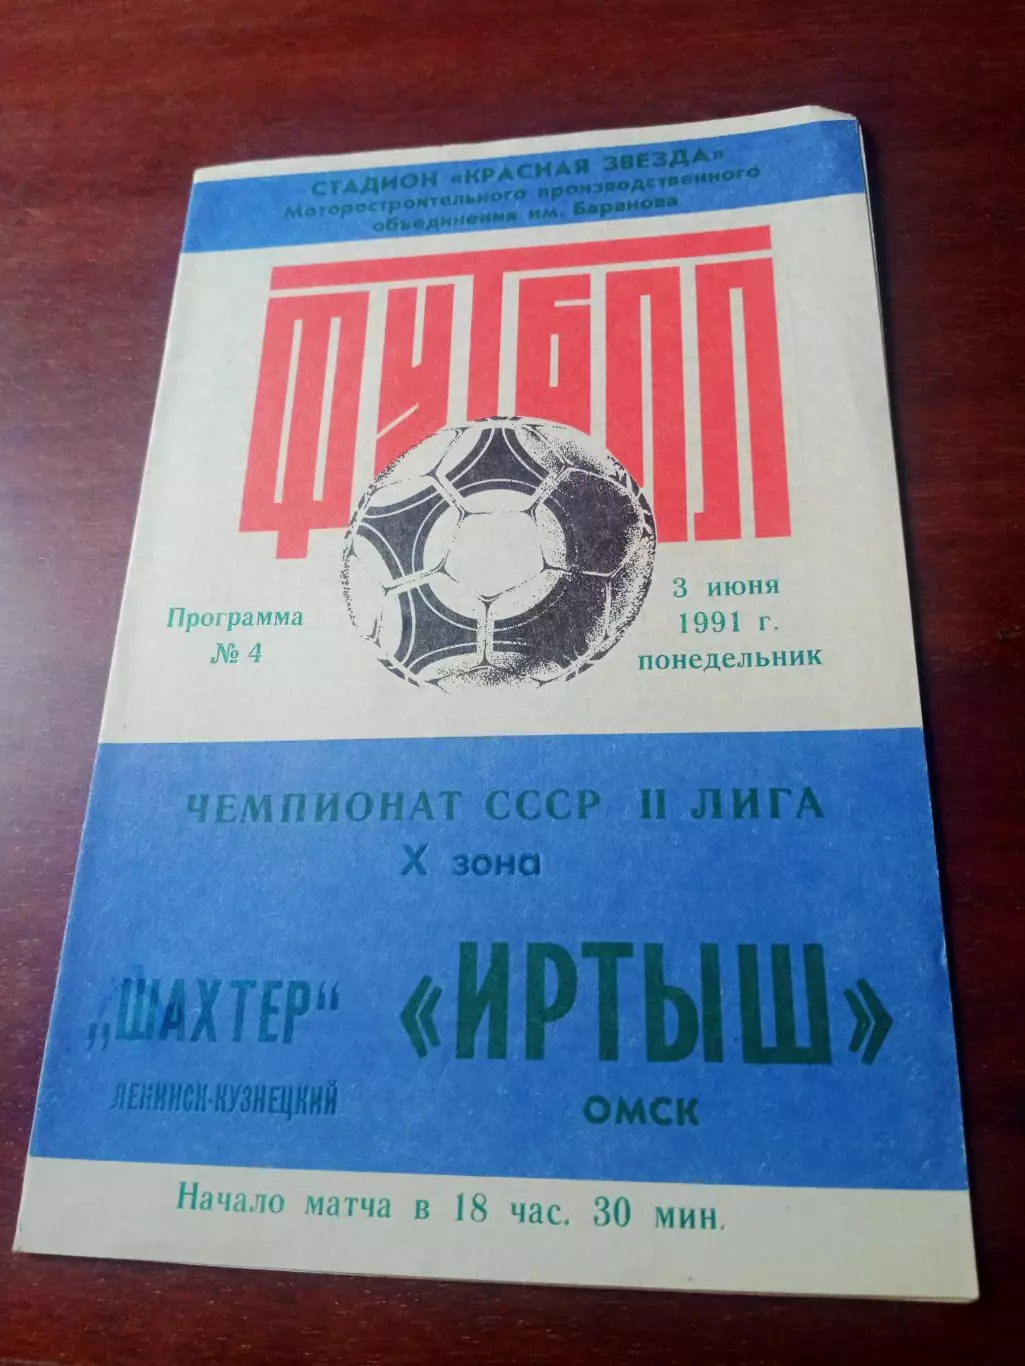 СТАДИОН «КРАСНАЯ ЗВЕЗДА»
Моторостроительного производственного
объединения им. Баранова
ФУТБОЛ
Программа
№ 4
3 июня
1991 г.
понедельник
ЧЕМПИОНАТ СССР II ЛИГА
X зона
„ШАХТЕР"
ЛЕНИНСК-КУЗНЕЦКИЙ
«ИРТЫШ»
ОМСК
Начало матча в 18 час. 30 мин.